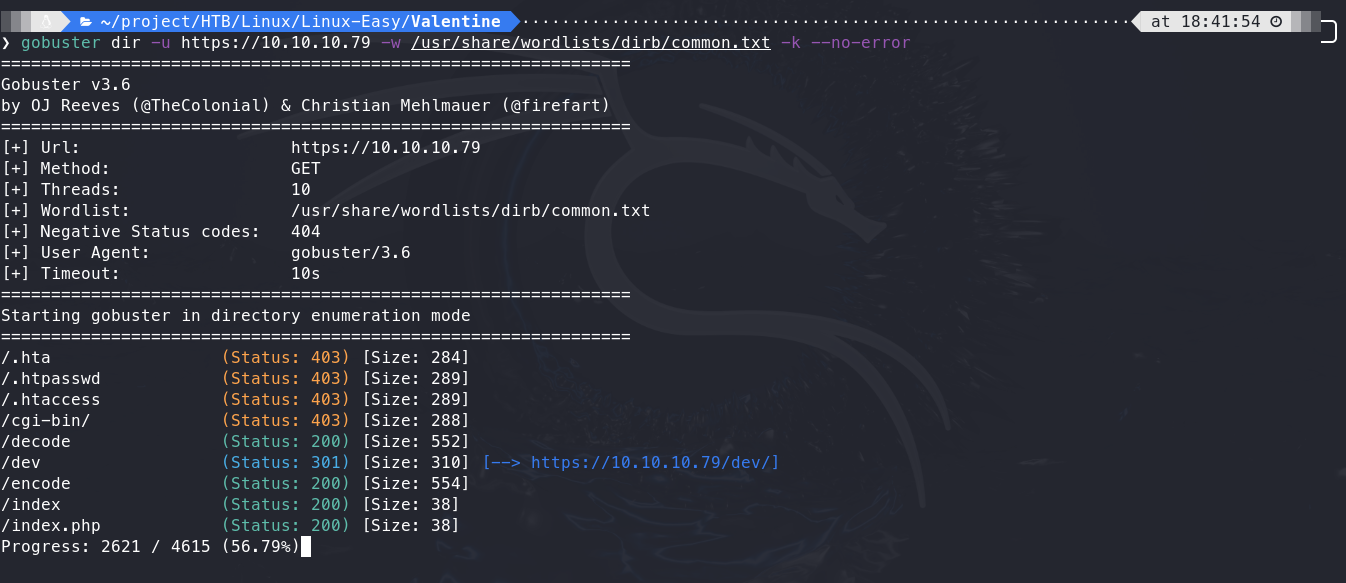 ~/project/HTB/Linux/Linux-Easy/Valentine at 18:41:54
❯ gobuster dir -u https://10.10.10.79 -w /usr/share/wordlists/dirb/common.txt -k --no-error
===============================================================
Gobuster v3.6
by OJ Reeves (@TheColonial) & Christian Mehlmauer (@firefart)
===============================================================
[+] Url:                     https://10.10.10.79
[+] Method:                  GET
[+] Threads:                 10
[+] Wordlist:                /usr/share/wordlists/dirb/common.txt
[+] Negative Status codes:   404
[+] User Agent:              gobuster/3.6
[+] Timeout:                 10s
===============================================================
Starting gobuster in directory enumeration mode
===============================================================
/.hta                 (Status: 403) [Size: 284]
/.htpasswd            (Status: 403) [Size: 289]
/.htaccess            (Status: 403) [Size: 289]
/cgi-bin/             (Status: 403) [Size: 288]
/decode               (Status: 200) [Size: 552]
/dev                  (Status: 301) [Size: 310] [--> https://10.10.10.79/dev/]
/encode               (Status: 200) [Size: 554]
/index                (Status: 200) [Size: 38]
/index.php            (Status: 200) [Size: 38]
Progress: 2621 / 4615 (56.79%)